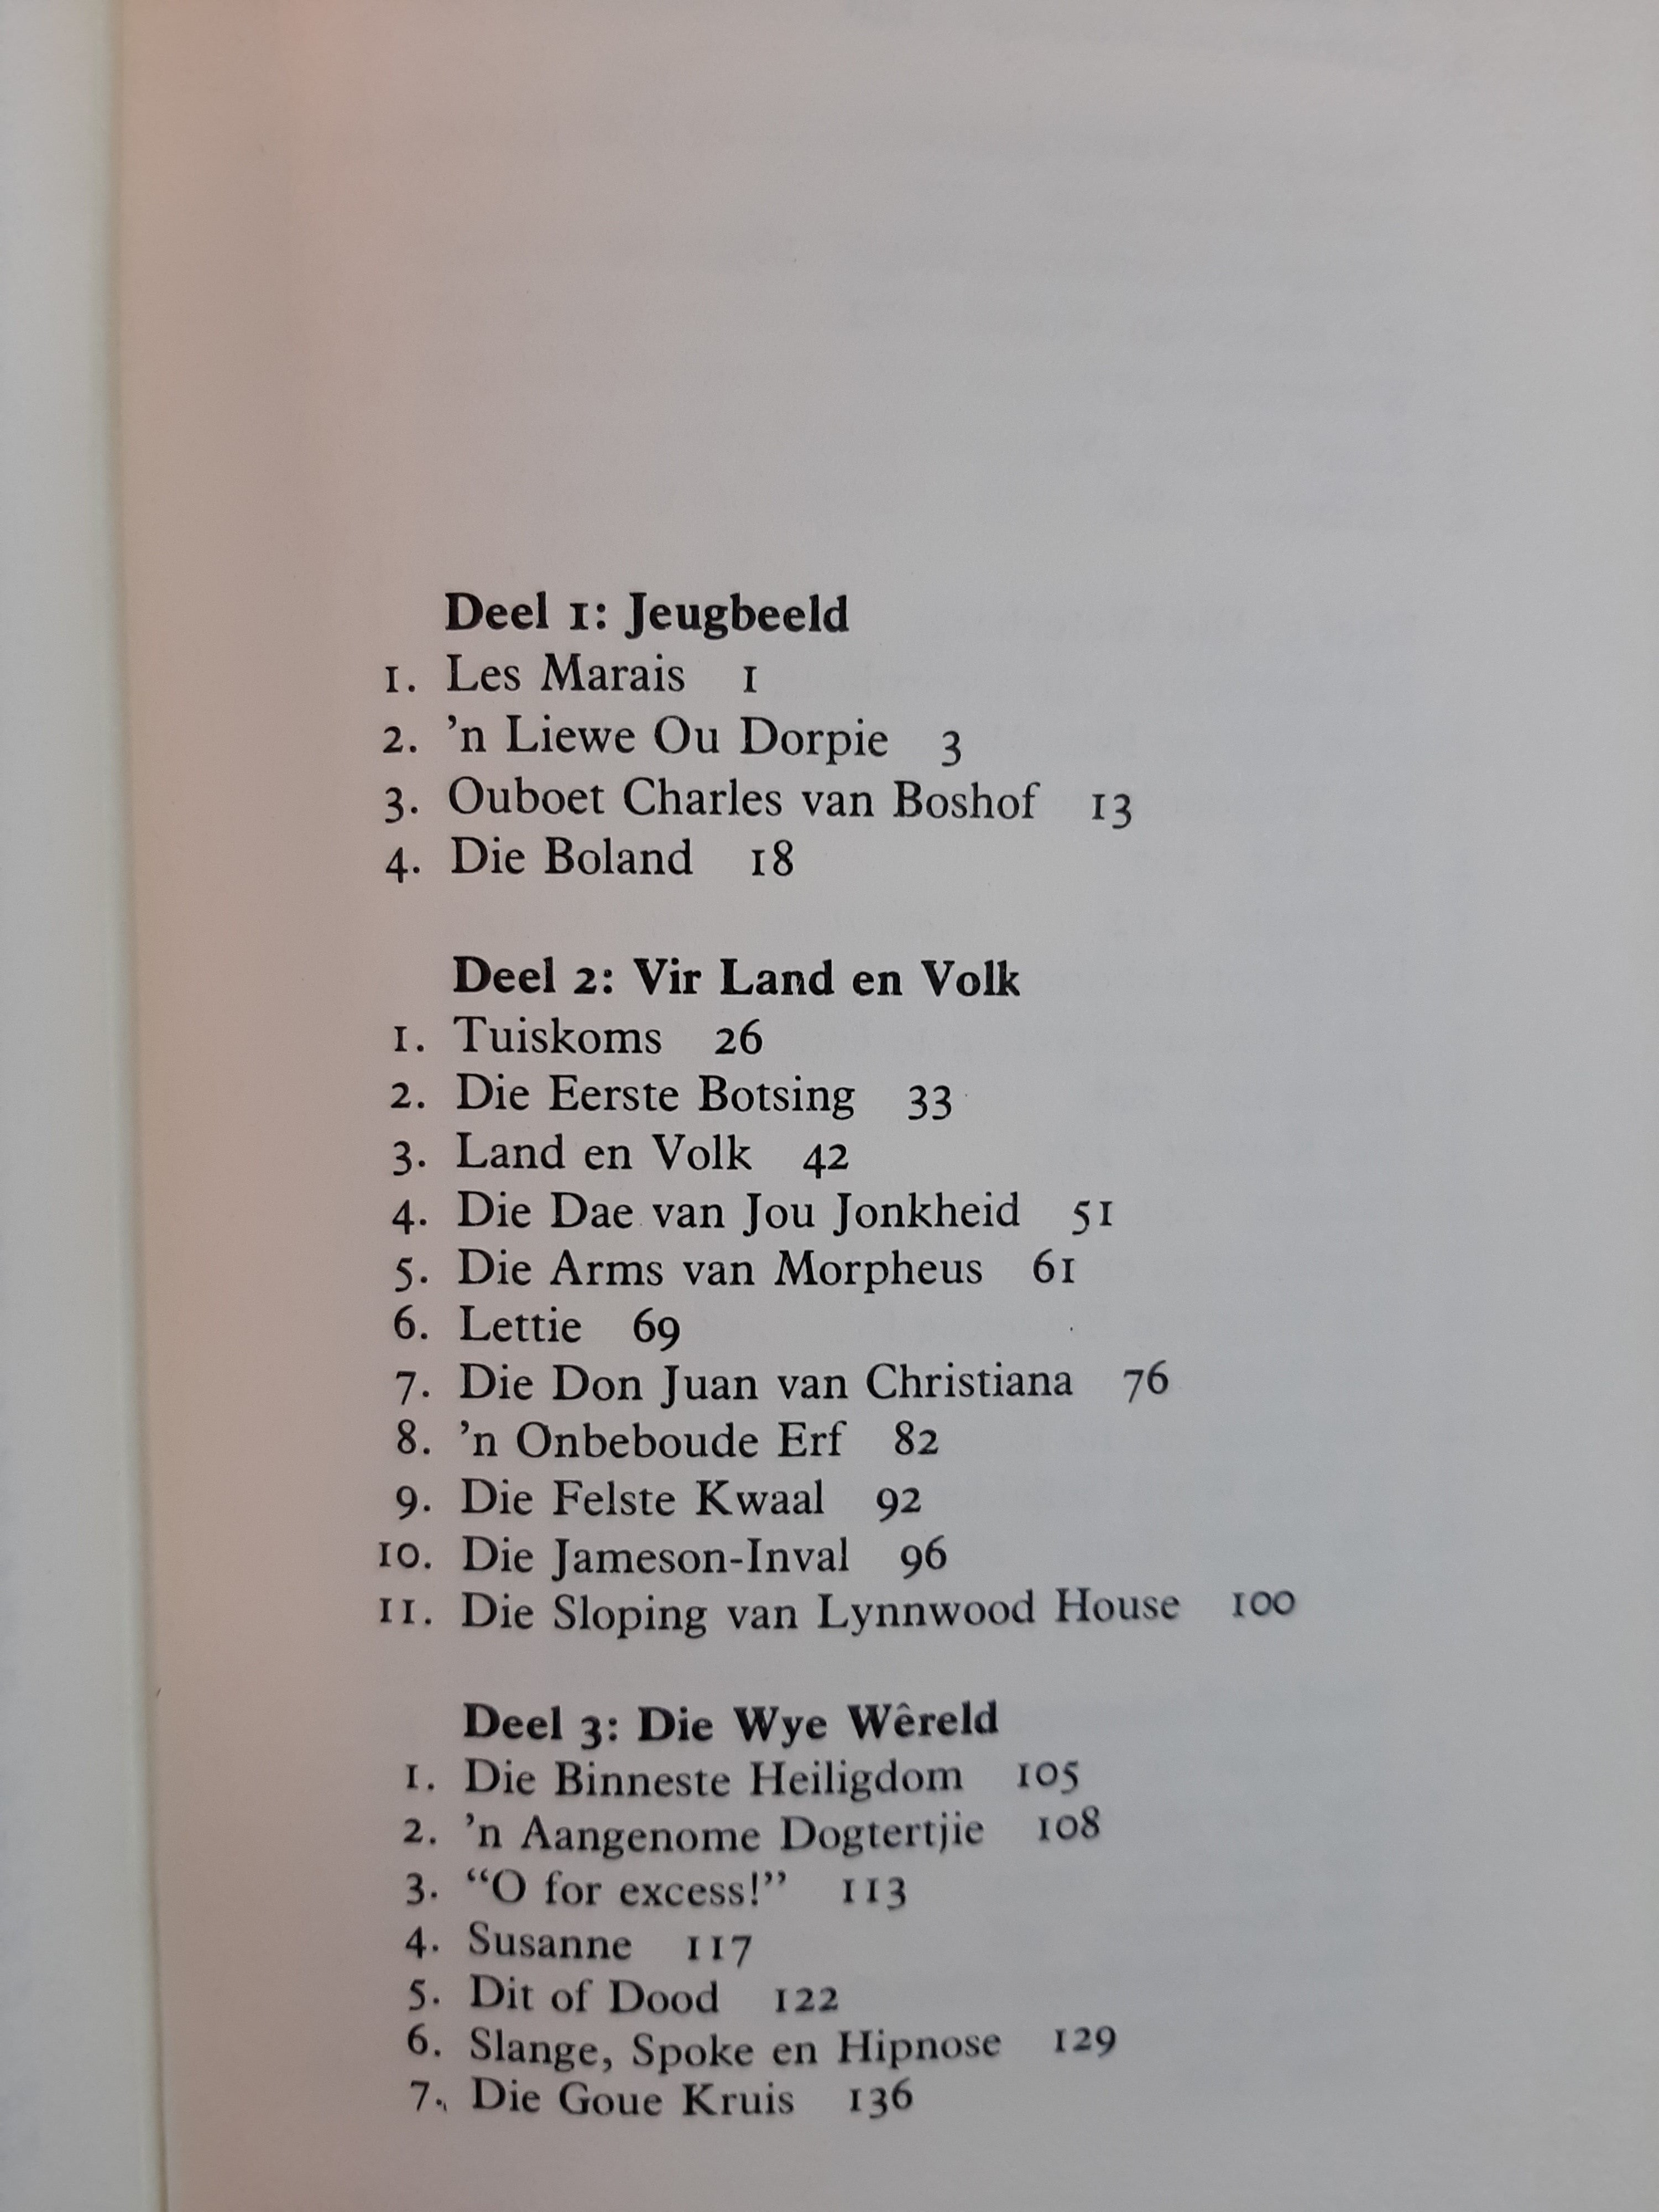 Deel 1: Jeugbeeld
1. Les Marais 1
2. ’n Liewe Ou Dorpie 3
3. Ouboet Charles van Boshof 13
4. Die Boland 18
Deel 2: Vir Land en Volk
1. Tuiskoms 26
2. Die Eerste Botsing 33
3. Land en Volk 42
4. Die Dae van Jou Jonkheid 51
5. Die Arms van Morpheus 61
6. Lettie 69
7. Die Don Juan van Christiana 76
8. ’n Onbeboude Erf 82
9. Die Felste Kwaal 92
10. Die Jameson-Inval 96
11. Die Sloping van Lynnwood House 100
Deel 3: Die Wye Wêreld
1. Die Binneste Heiligdom 105
2. ’n Aangenome Dogtertjie 108
3. “O for excess!” 113
4. Susanne 117
5. Dit of Dood 122
6. Slange, Spoke en Hipnose 129
7. Die Goue Kruis 136